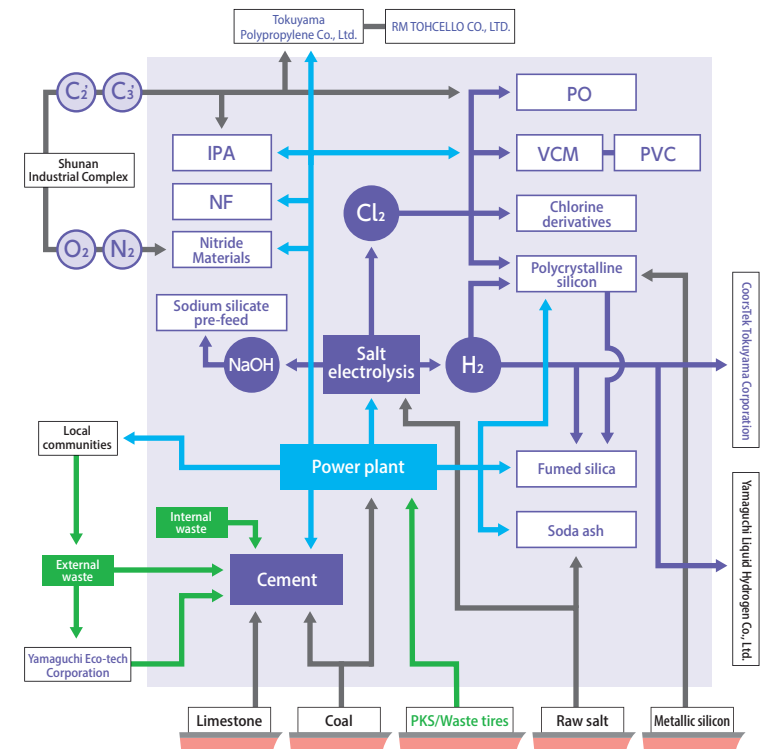 Tokuyama
Polypropylene Co., Ltd.
RM TOHCELLO CO., LTD.
C₂'
C₃'
PO
IPA
VCM
PVC
Shunan
Industrial Complex
NF
Cl₂
Chlorine
derivatives
O₂
N₂
Nitride
Materials
Polycrystalline
silicon
Sodium silicate
pre-feed
NaOH
Salt
electrolysis
H₂
CoorsTek Tokuyama Corporation
Local
communities
Power plant
Fumed silica
Internal
waste
Soda ash
External
waste
Cement
Yamaguchi Liquid Hydrogen Co., Ltd.
Yamaguchi Eco-tech
Corporation
Limestone
Coal
PKS/Waste tires
Raw salt
Metallic silicon